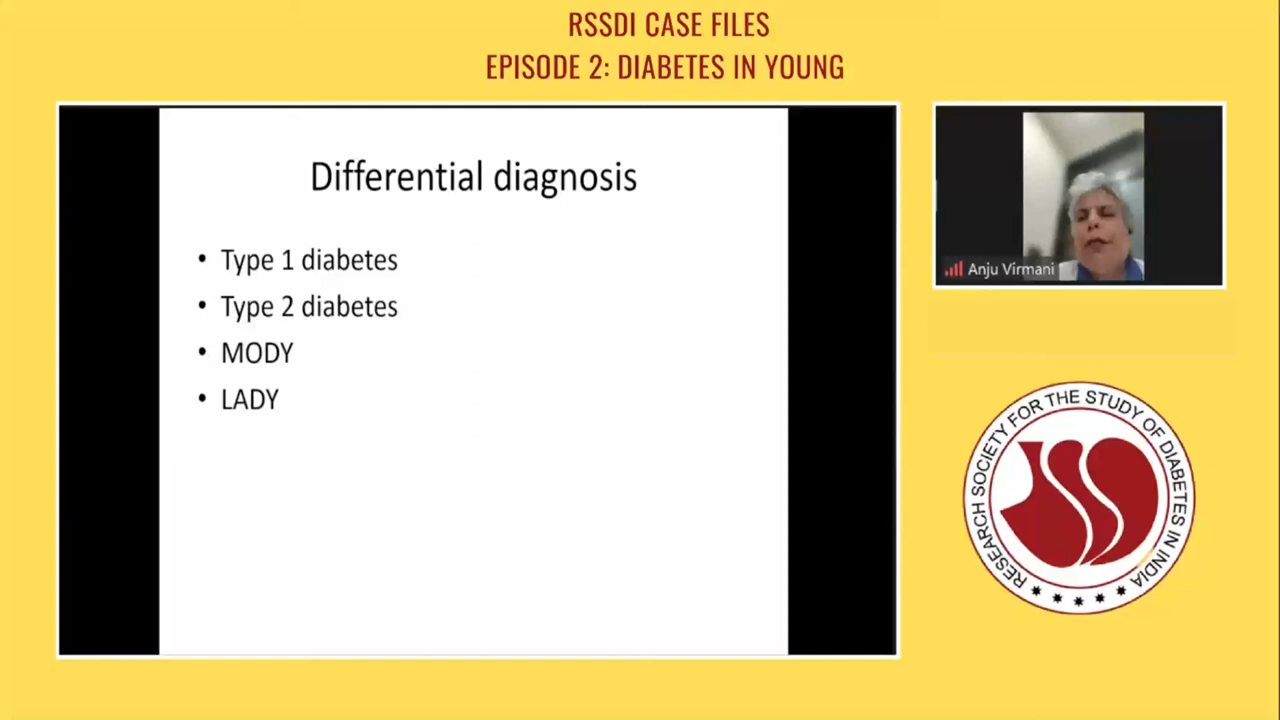 RSSDI CASE FILES
EPISODE 2: DIABETES IN YOUNG
Differential diagnosis
• Type 1 diabetes
• Type 2 diabetes
• MODY
• LADY
Anju Virmani
RESEARCH SOCIETY FOR THE STUDY OF DIABETES IN INDIA